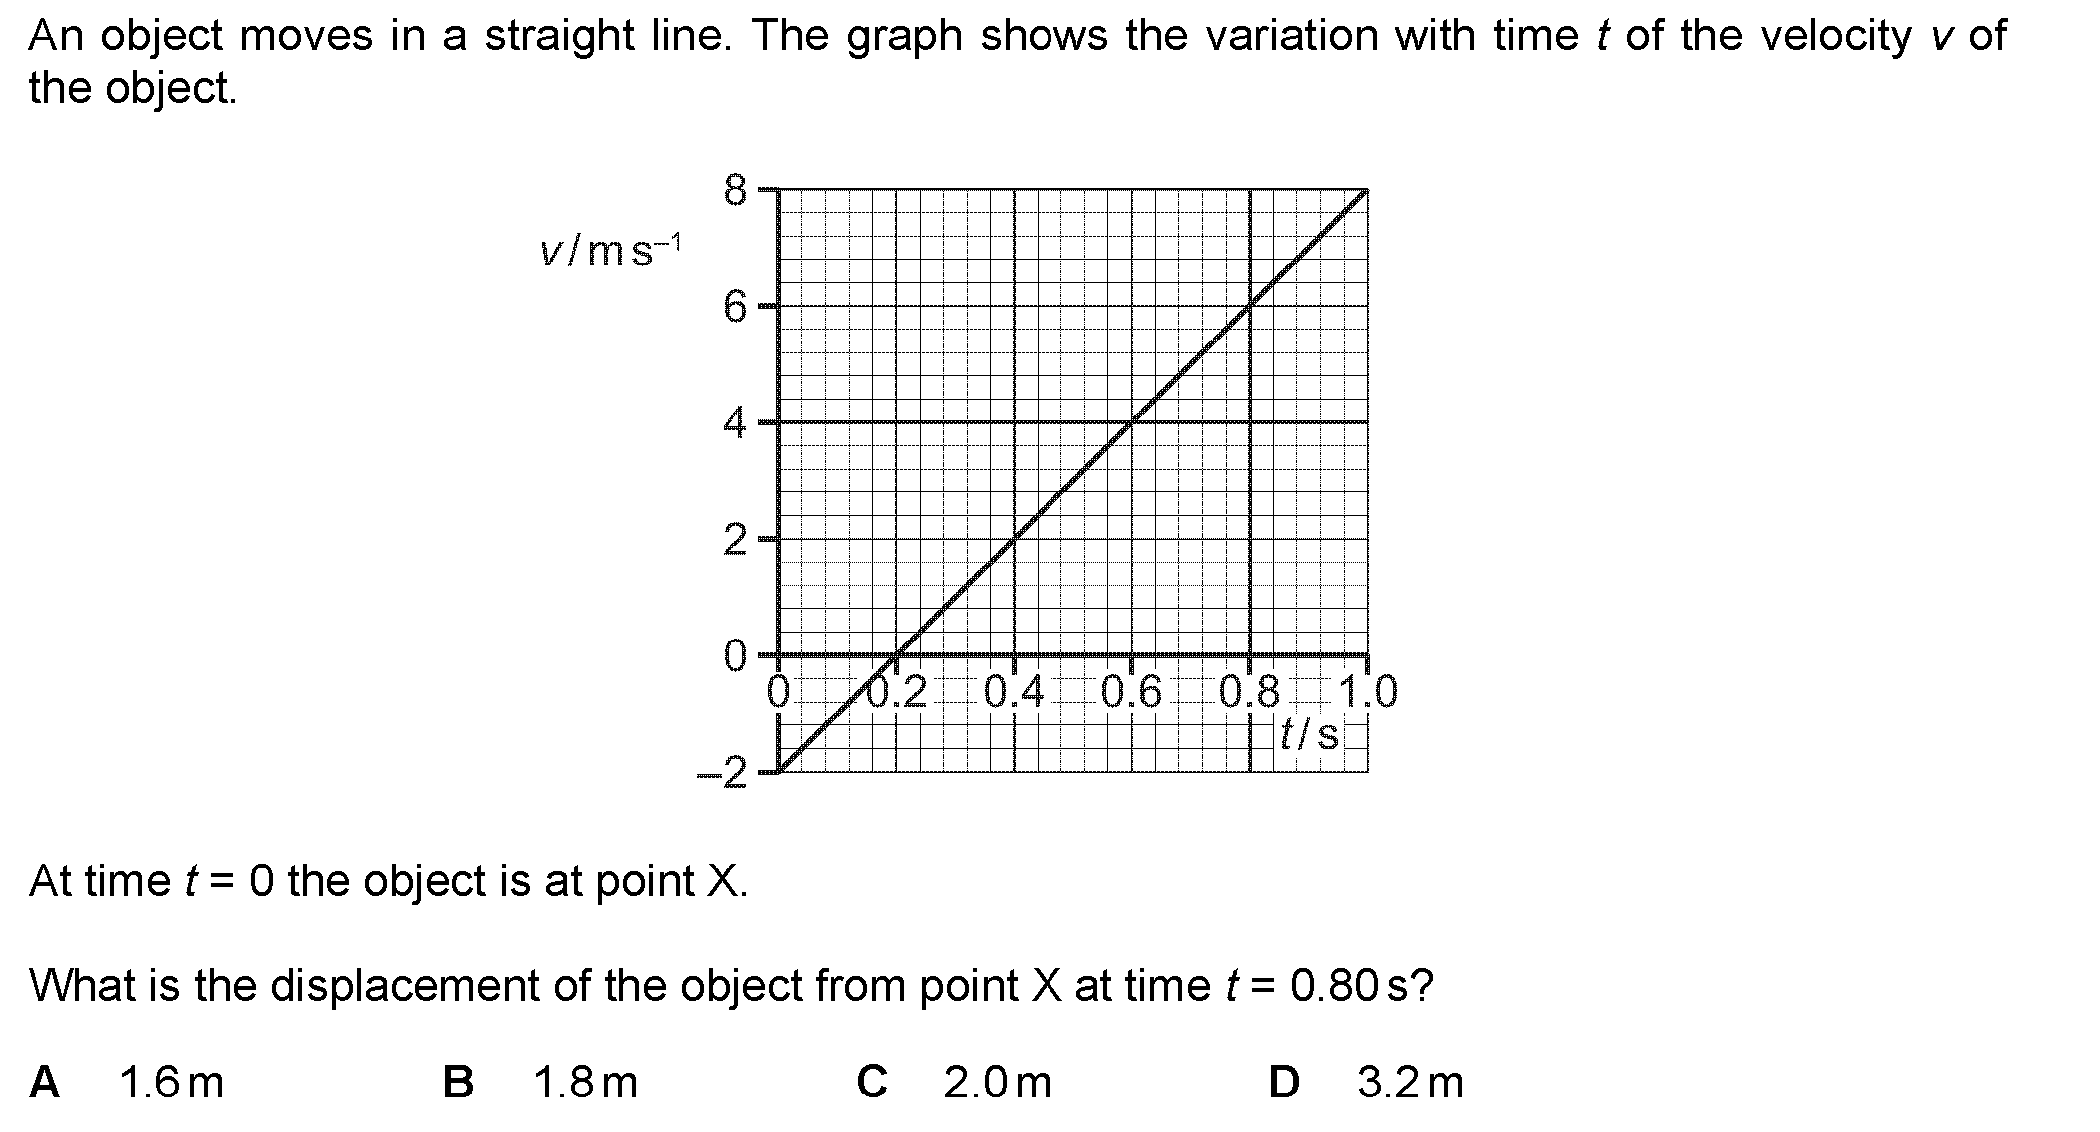 An object moves in a straight line. The graph shows the variation with time t of the velocity v of
the object.
8
v / m s⁻¹
6
4
2
0
0 0.2 0.4 0.6 0.8 1.0
t / s
–2
At time t = 0 the object is at point X.
What is the displacement of the object from point X at time t = 0.80 s?
A 1.6 m B 1.8 m C 2.0 m D 3.2 m